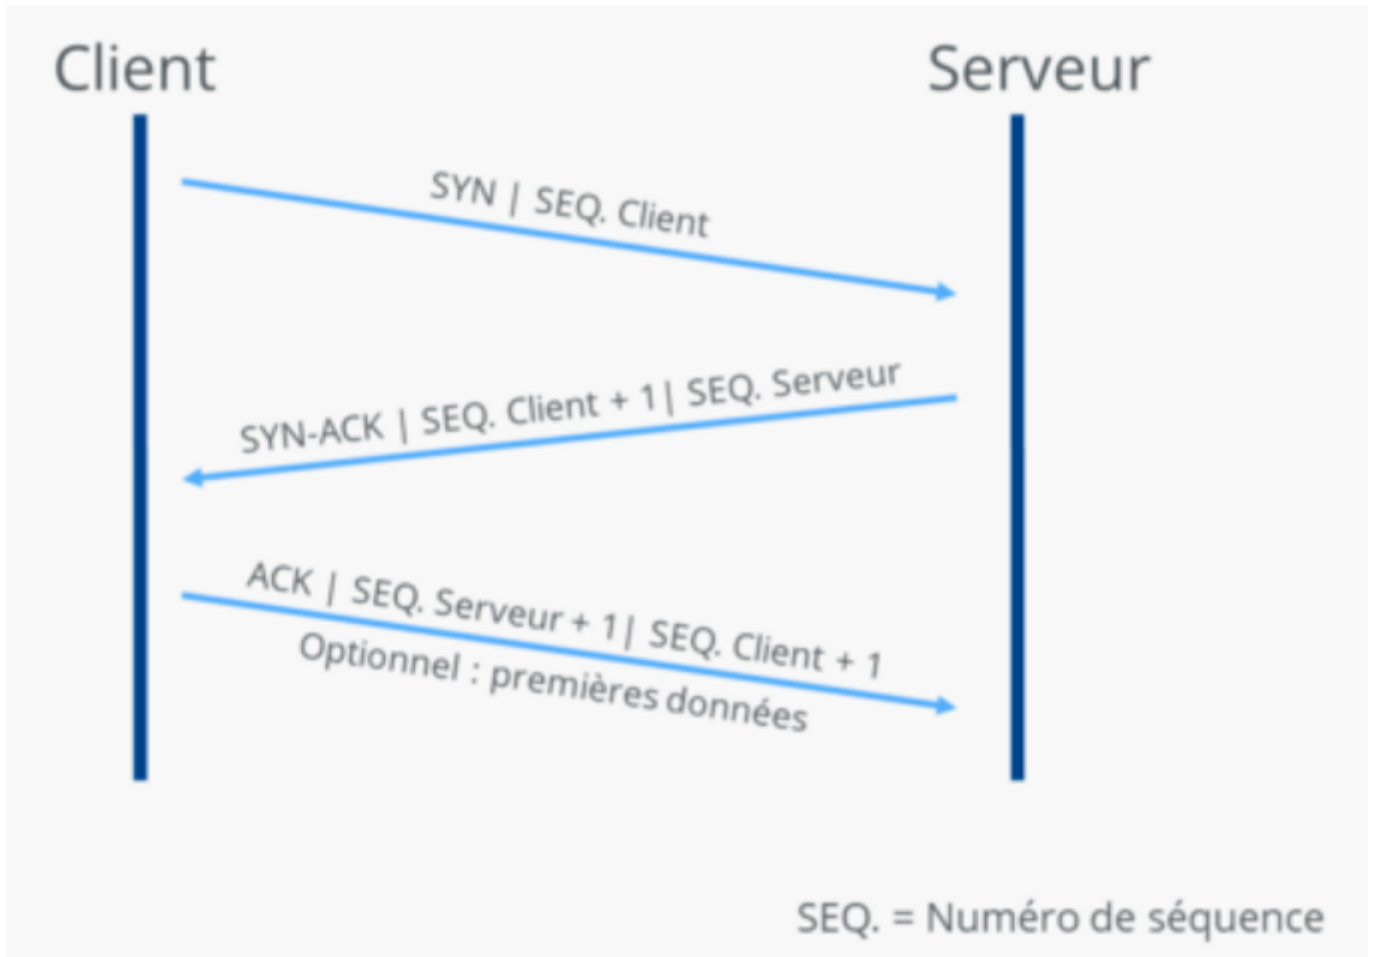 Client
Serveur
SYN | SEQ. Client
SYN-ACK | SEQ. Client + 1| SEQ. Serveur
ACK | SEQ. Serveur + 1| SEQ. Client + 1
Optionnel : premières données
SEQ. = Numéro de séquence